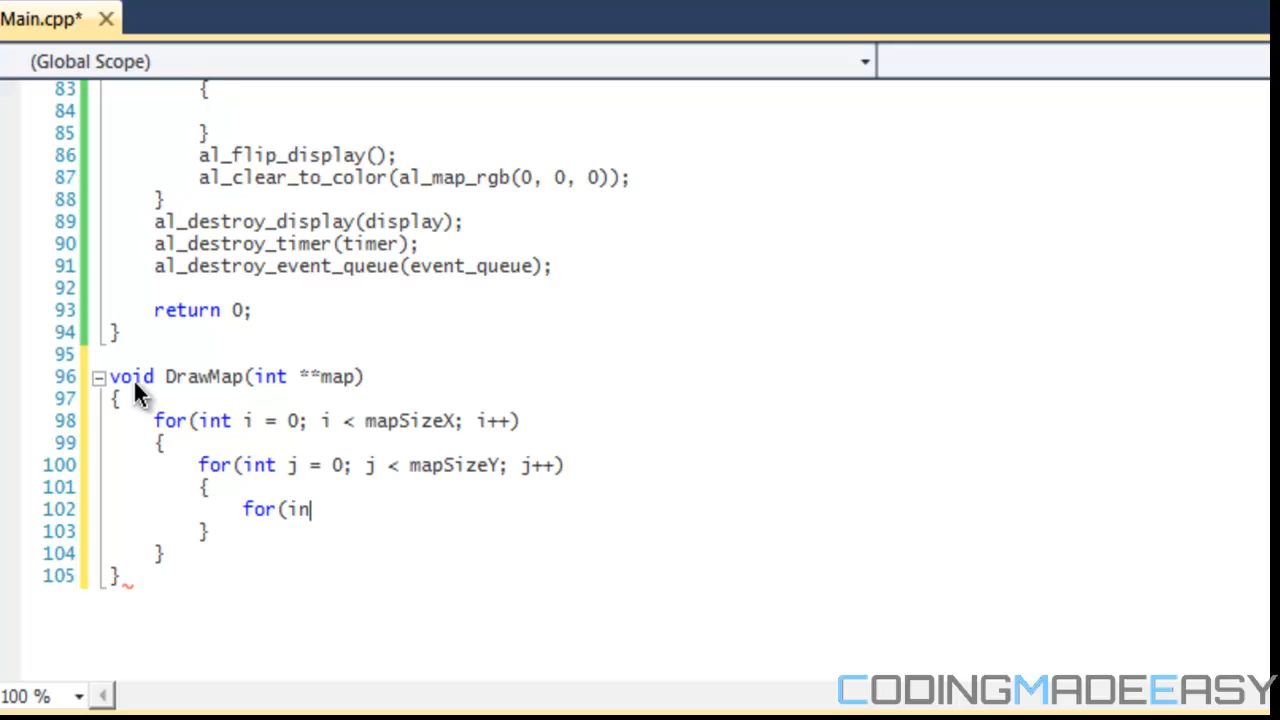 Main.cpp*
(Global Scope)
83 {
84
85 }
86 al_flip_display();
87 al_clear_to_color(al_map_rgb(0, 0, 0));
88 }
89 al_destroy_display(display);
90 al_destroy_timer(timer);
91 al_destroy_event_queue(event_queue);
92
93 return 0;
94 }
95
96 void DrawMap(int **map)
97 {
98 for(int i = 0; i < mapSizeX; i++)
99 {
100 for(int j = 0; j < mapSizeY; j++)
101 {
102 for(in
103 }
104 }
105 }
100 %
CODINGMADEEASY